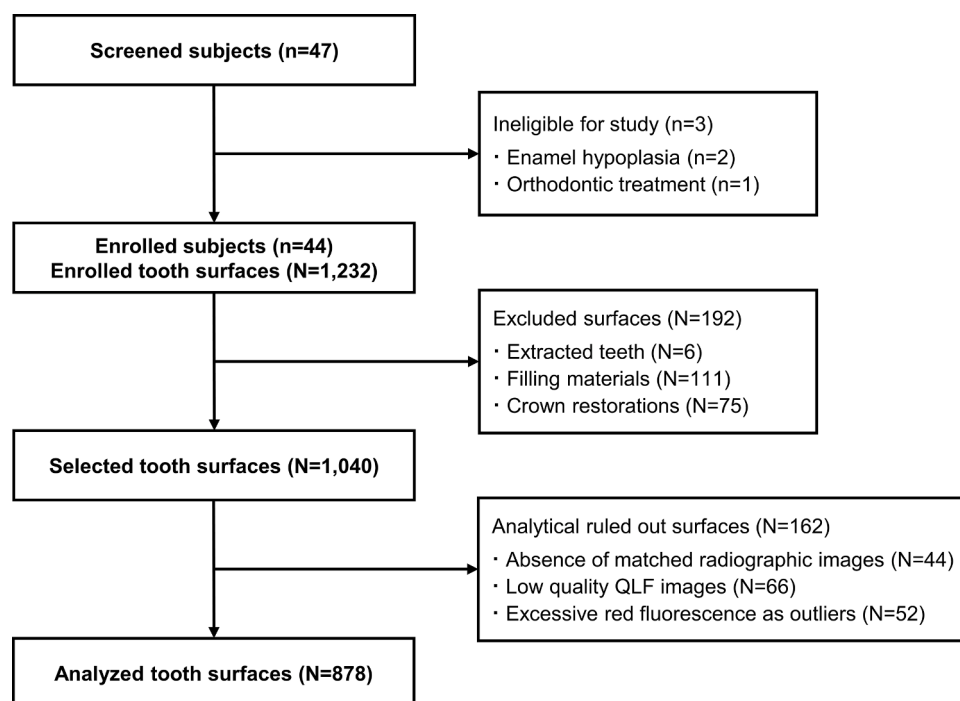 Screened subjects (n=47)
Ineligible for study (n=3)
· Enamel hypoplasia (n=2)
· Orthodontic treatment (n=1)
Enrolled subjects (n=44)
Enrolled tooth surfaces (N=1,232)
Excluded surfaces (N=192)
· Extracted teeth (N=6)
· Filling materials (N=111)
· Crown restorations (N=75)
Selected tooth surfaces (N=1,040)
Analytical ruled out surfaces (N=162)
· Absence of matched radiographic images (N=44)
· Low quality QLF images (N=66)
· Excessive red fluorescence as outliers (N=52)
Analyzed tooth surfaces (N=878)